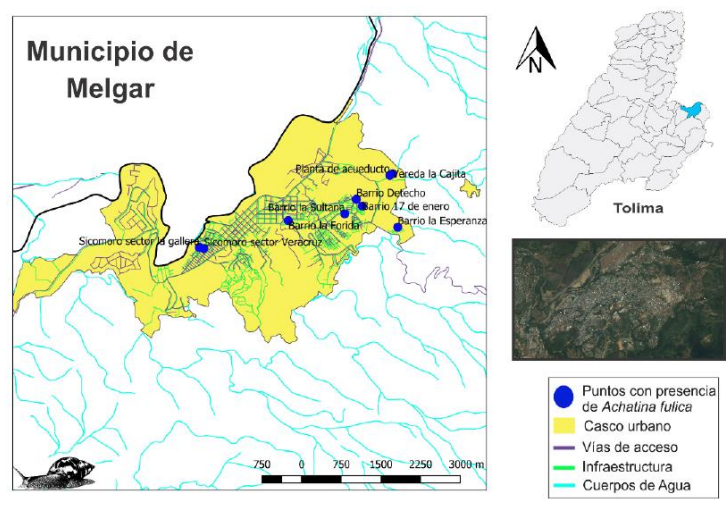 Municipio de
Melgar
N
Tolima
Planta de acueducto
Vereda la Cajita
Barrio Detecho
Barrio la Sultana
Barrio 17 de enero
Barrio la Forida
Barrio la Esperanza
Sicomoro sector la gallera
Sicomoro sector Veracruz
750 0 750 1500 2250 3000 m
Puntos con presencia
de Achatina fulica
Casco urbano
Vías de acceso
Infraestructura
Cuerpos de Agua